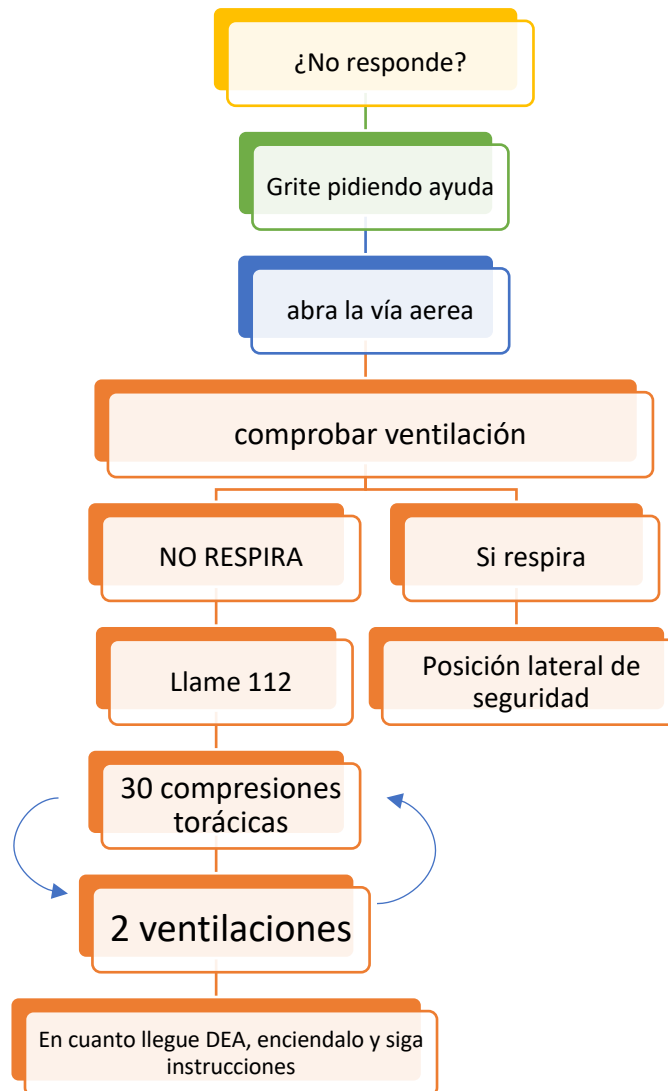 ¿No responde?
Grite pidiendo ayuda
abra la vía aerea
comprobar ventilación
NO RESPIRA
Si respira
Llame 112
Posición lateral de
seguridad
30 compresiones
torácicas
2 ventilaciones
En cuanto llegue DEA, enciendalo y siga
instrucciones